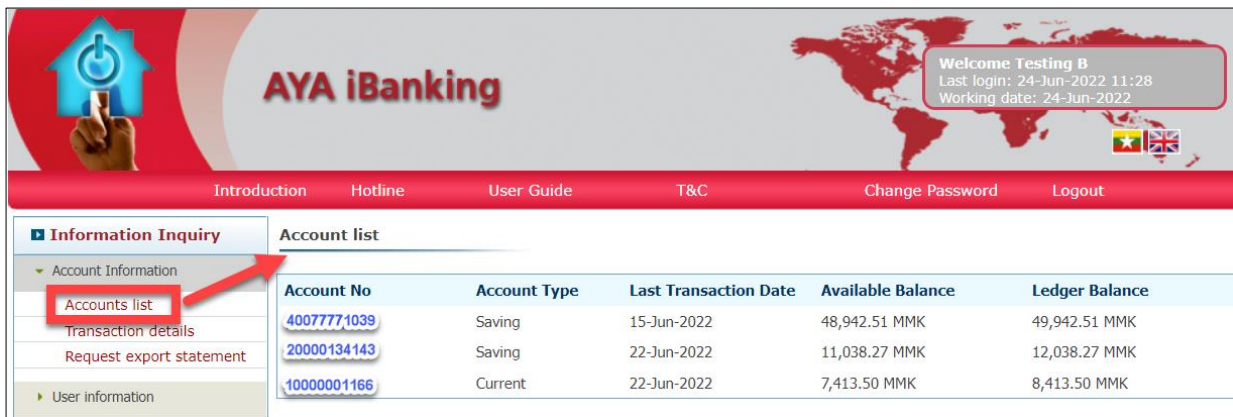 AYA iBanking
Welcome Testing B
Last login: 24-Jun-2022 11:28
Working date: 24-Jun-2022
Introduction Hotline User Guide T&C Change Password Logout
Information Inquiry
Account Information
Accounts list
Transaction details
Request export statement
User information
Account list
Account No Account Type Last Transaction Date Available Balance Ledger Balance
40077771039 Saving 15-Jun-2022 48,942.51 MMK 49,942.51 MMK
20000134143 Saving 22-Jun-2022 11,038.27 MMK 12,038.27 MMK
10000001166 Current 22-Jun-2022 7,413.50 MMK 8,413.50 MMK